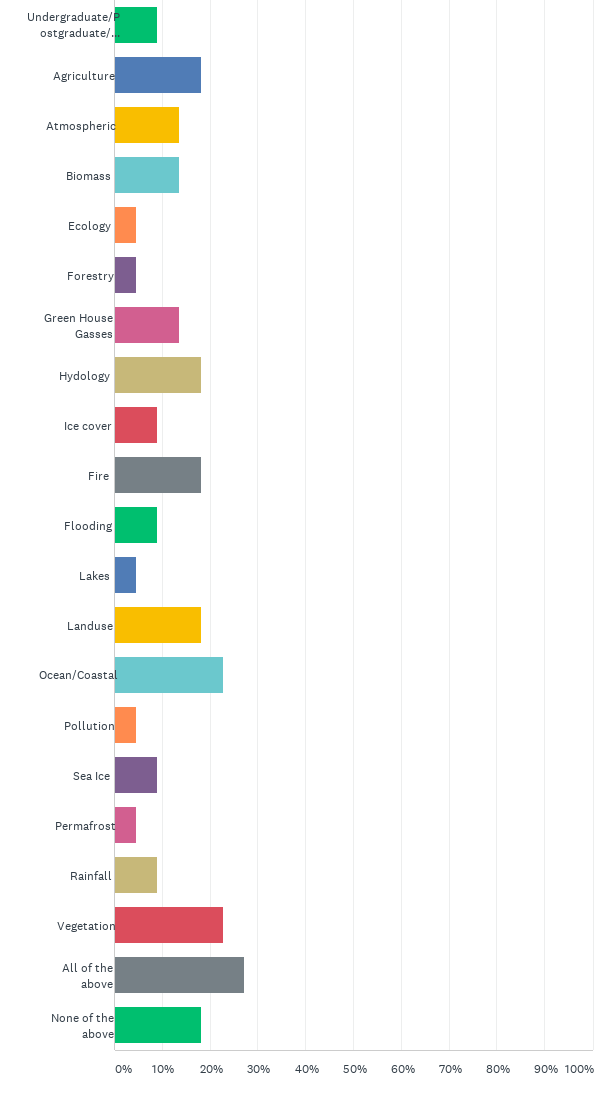 Undergraduate/P
ostgraduate/...
Agriculture
Atmospheric
Biomass
Ecology
Forestry
Green House
Gasses
Hydology
Ice cover
Fire
Flooding
Lakes
Landuse
Ocean/Coastal
Pollution
Sea Ice
Permafrost
Rainfall
Vegetation
All of the
above
None of the
above
0% 10% 20% 30% 40% 50% 60% 70% 80% 90% 100%